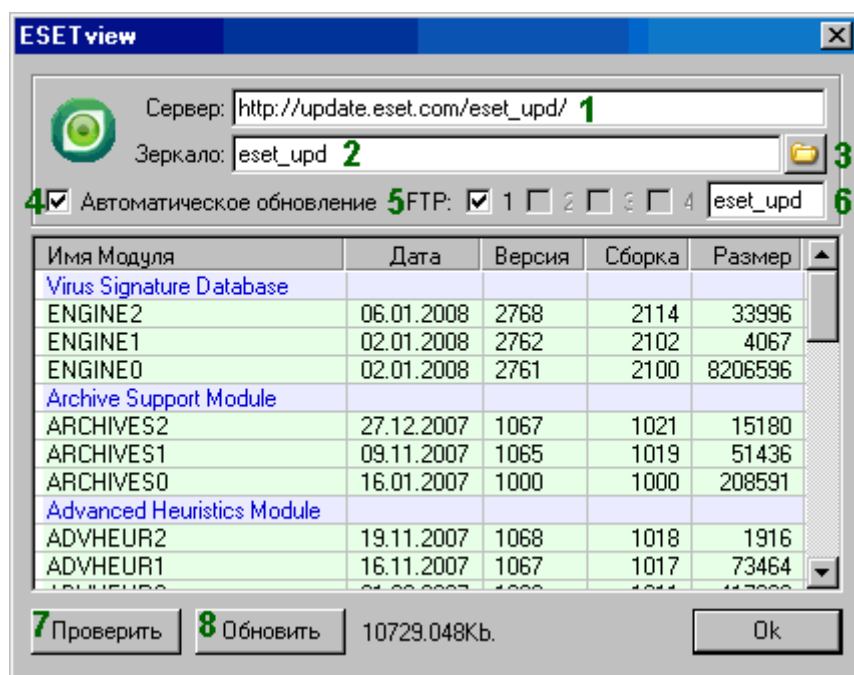 ESETview
Сервер: http://update.eset.com/eset_upd/ 1
Зеркало: eset_upd 2 3
4 Автоматическое обновление 5 FTP: 1 2 3 4 eset_upd 6
Имя Модуля Дата Версия Сборка Размер
Virus Signature Database
ENGINE2 06.01.2008 2768 2114 33996
ENGINE1 02.01.2008 2762 2102 4067
ENGINE0 02.01.2008 2761 2100 8206596
Archive Support Module
ARCHIVES2 27.12.2007 1067 1021 15180
ARCHIVES1 09.11.2007 1065 1019 51436
ARCHIVES0 16.01.2007 1000 1000 208591
Advanced Heuristics Module
ADVHEUR2 19.11.2007 1068 1018 1916
ADVHEUR1 16.11.2007 1067 1017 73464
7 Проверить 8 Обновить 10729.048Kb. Ok